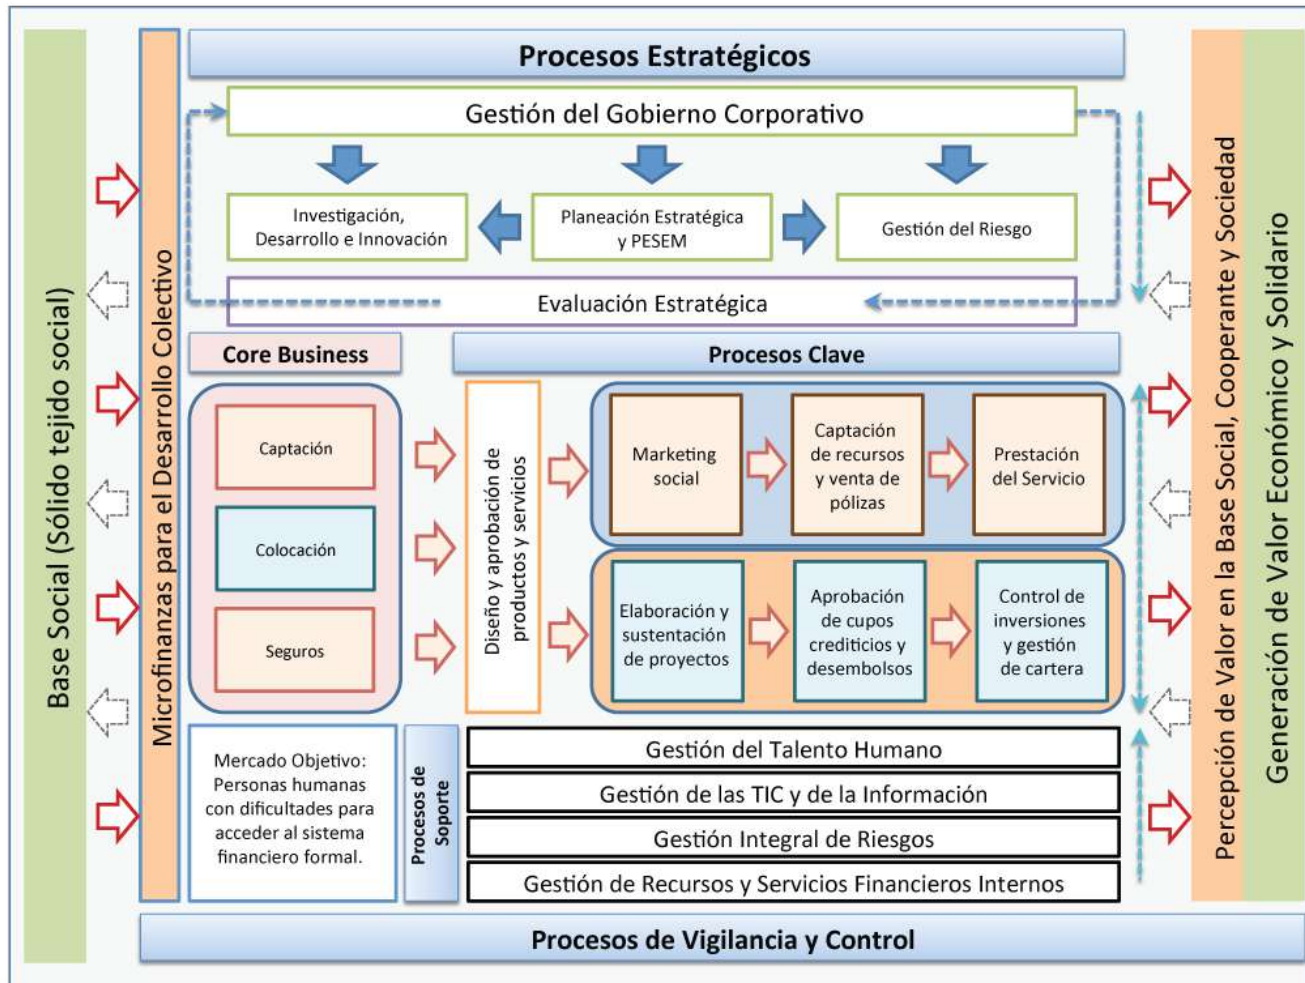 Base Social (Sólido tejido social)
Microfinanzas para el Desarrollo Colectivo
Procesos Estratégicos
Gestión del Gobierno Corporativo
Investigación,
Desarrollo e Innovación
Planeación Estratégica
y PESEM
Gestión del Riesgo
Evaluación Estratégica
Core Business
Procesos Clave
Captación
Colocación
Seguros
Diseño y aprobación de
productos y servicios
Marketing
social
Captación
de recursos
y venta de
pólizas
Prestación
del Servicio
Elaboración y
sustentación
de proyectos
Aprobación
de cupos
crediticios y
desembolsos
Control de
inversiones
y gestión
de cartera
Mercado Objetivo:
Personas humanas
con dificultades para
acceder al sistema
financiero formal.
Procesos de
Soporte
Gestión del Talento Humano
Gestión de las TIC y de la Información
Gestión Integral de Riesgos
Gestión de Recursos y Servicios Financieros Internos
Procesos de Vigilancia y Control
Percepción de Valor en la Base Social, Cooperante y Sociedad
Generación de Valor Económico y Solidario